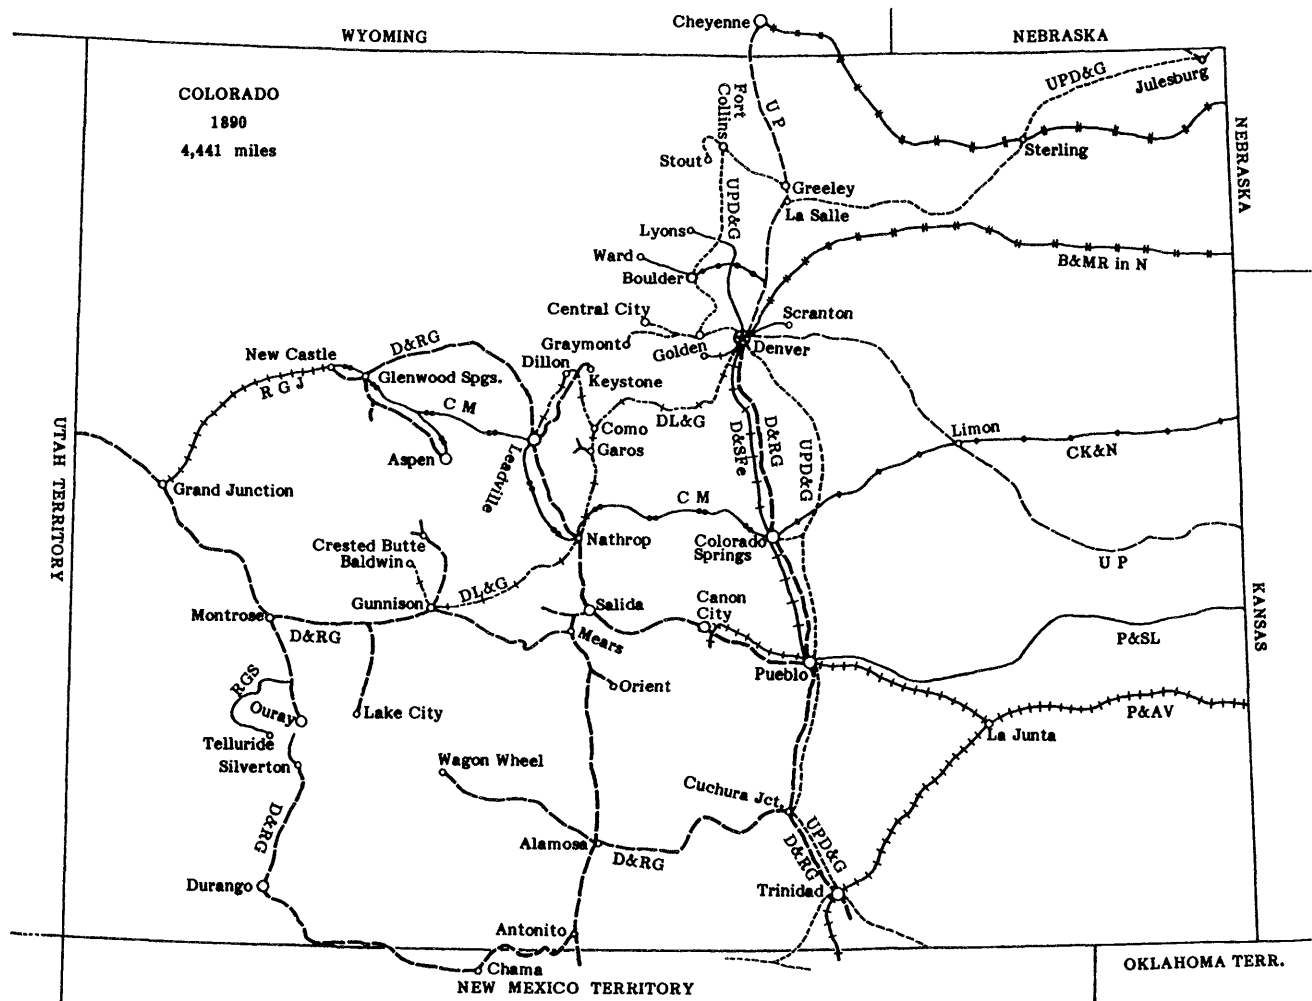 Cheyenne
WYOMING
NEBRASKA
COLORADO
1890
4,441 miles
UPD&G
Julesburg
Fort
Collins
U P
NEBRASKA
Sterling
Stout
Greeley
La Salle
UPD&G
Lyons
Ward
Boulder
B&MR in N
Central City
Scranton
D&RG
Graymont
Golden
Denver
New Castle
Dillon
Keystone
Glenwood Spgs.
R G J
C M
DL&G
Como
Garos
Limon
CK&N
UTAH TERRITORY
Aspen
Leadville
D&SFe
D&RG
UPD&G
Grand Junction
C M
Crested Butte
Baldwin
Nathrop
Colorado
Springs
U P
DL&G
Gunnison
Salida
Canon
City
Montrose
D&RG
Mears
P&SL
KANSAS
Pueblo
RGS
Orient
Ouray
Lake City
P&AV
La Junta
Telluride
Silverton
Wagon Wheel
Cuchura Jct.
D&RG
Alamosa
D&RG
UPD&G
D&RG
Durango
Trinidad
Antonito
Chama
NEW MEXICO TERRITORY
OKLAHOMA TERR.